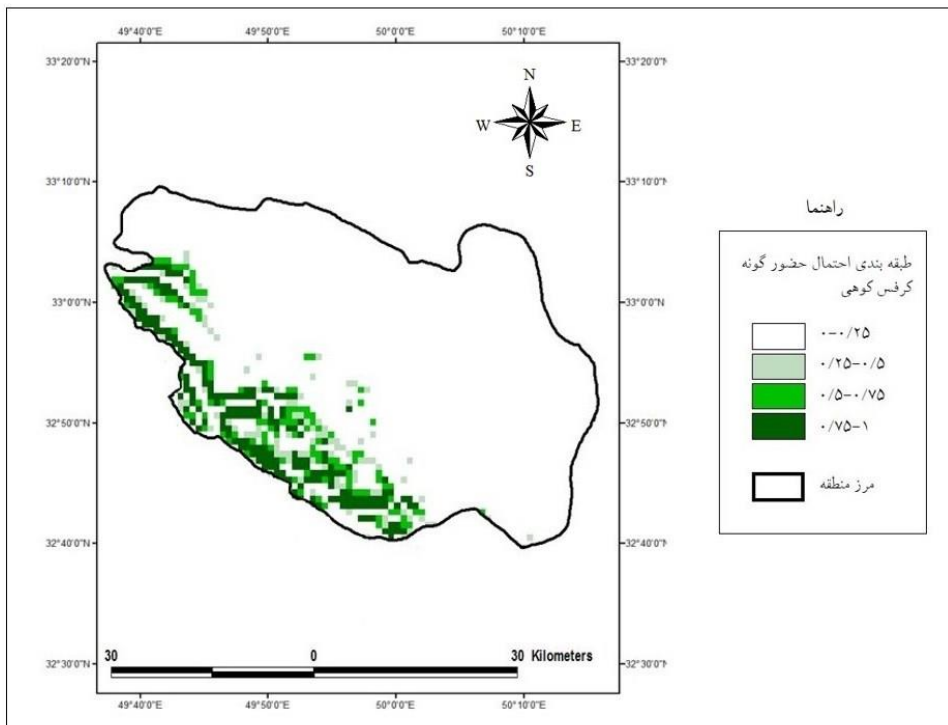 49°40'0"E 49°50'0"E 50°0'0"E 50°10'0"E
N
W E
S
33°20'0"N
33°10'0"N
33°0'0"N
32°50'0"N
32°40'0"N
32°30'0"N
33°20'0"N
33°10'0"N
33°0'0"N
32°50'0"N
32°40'0"N
32°30'0"N
30 0 30 Kilometers
49°40'0"E 49°50'0"E 50°0'0"E 50°10'0"E
راهنما
طبقه بندی احتمال حضور گونه
کرفس کوهی
۰-۰/۲۵
۰/۲۵-۰/۵
۰/۵-۰/۷۵
۰/۷۵-۱
مرز منطقه